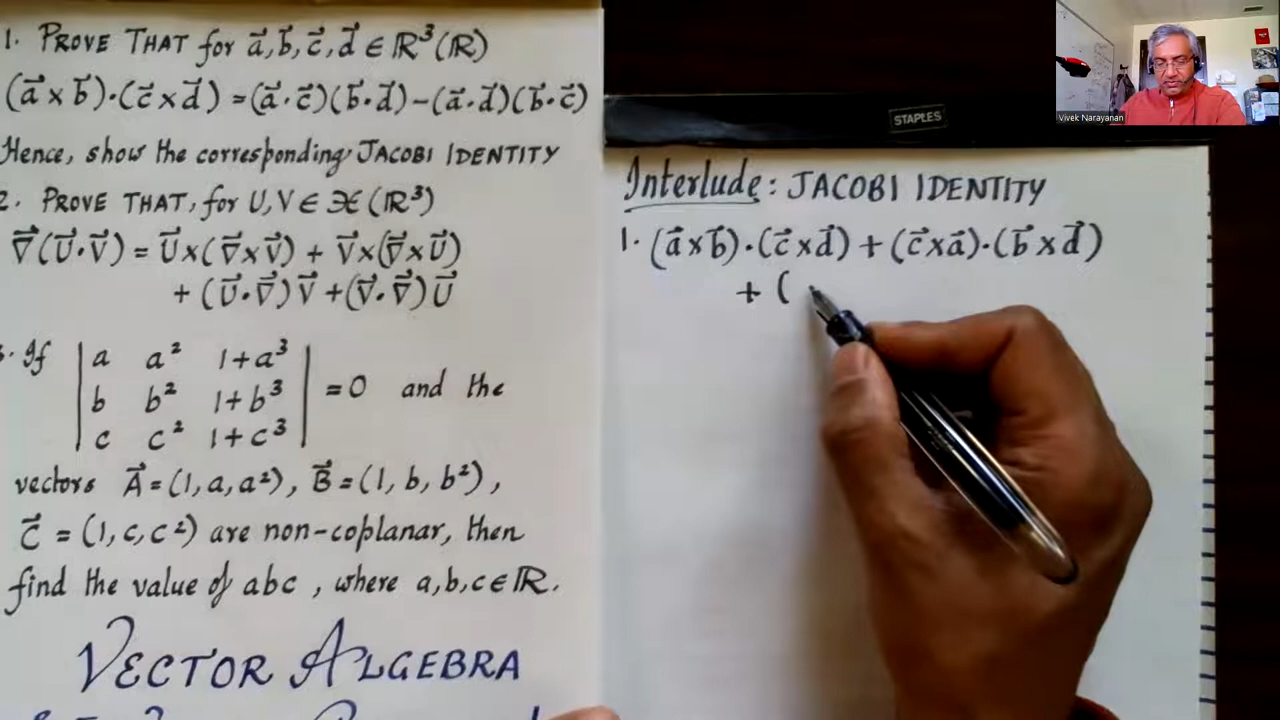 1. PROVE THAT for a⃗, b⃗, c⃗, d⃗ ∈ ℝ³(ℝ)
(a⃗ × b⃗)·(c⃗ × d⃗) = (a⃗·c⃗)(b⃗·d⃗) − (a⃗·d⃗)(b⃗·c⃗)
Hence, show the corresponding JACOBI IDENTITY
2. PROVE THAT, for U, V ∈ 𝔛(ℝ³)
∇⃗(U⃗·V⃗) = U⃗×(∇⃗×V⃗) + V⃗×(∇⃗×U⃗)
+ (U⃗·∇⃗)V⃗ + (V⃗·∇⃗)U⃗
3. If | a a² 1+a³ |
| b b² 1+b³ | = 0 and the
| c c² 1+c³ |
vectors A⃗ = (1, a, a²), B⃗ = (1, b, b²),
C⃗ = (1, c, c²) are non-coplanar, then
find the value of abc, where a, b, c ∈ ℝ.
VECTOR ALGEBRA
STAPLES
Interlude: JACOBI IDENTITY
1. (a⃗×b⃗)·(c⃗×d⃗) + (c⃗×a⃗)·(b⃗×d⃗)
+ (
Vivek Narayanan